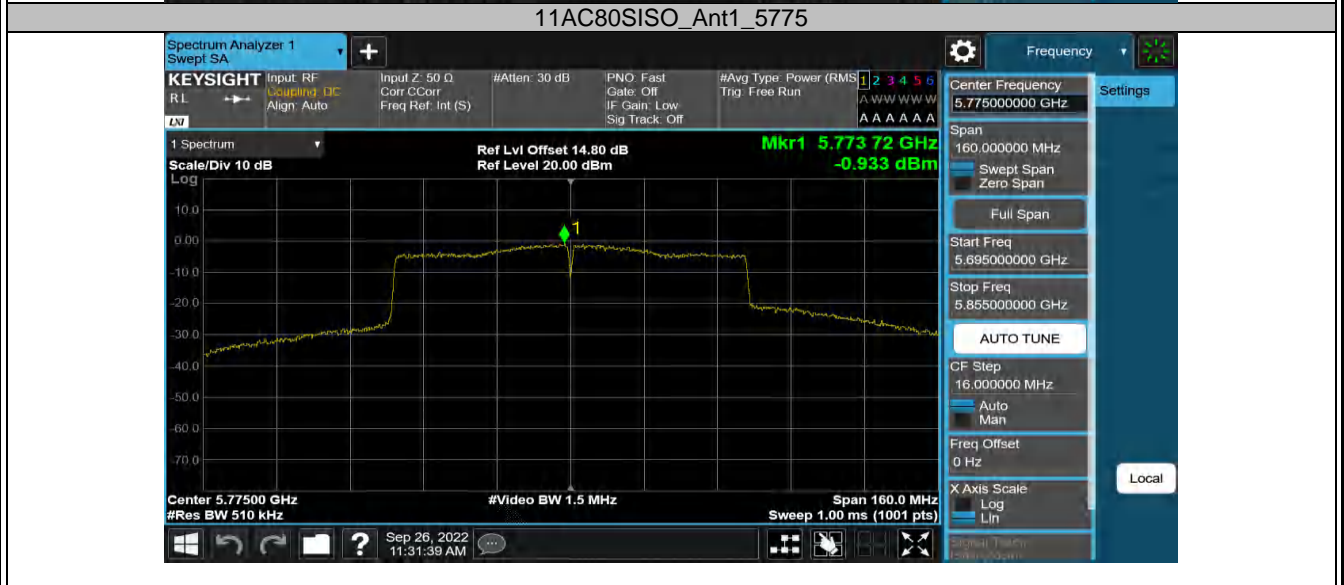 11AC80SISO_Ant1_5775
Spectrum Analyzer 1
Swept SA
+
Frequency
KEYSIGHT
RL
LXI
Input: RF
Coupling: DC
Align: Auto
Input Z: 50 Ω
Corr CCorr
Freq Ref: Int (S)
#Atten: 30 dB
PNO: Fast
Gate: Off
IF Gain: Low
Sig Track: Off
#Avg Type: Power (RMS
Trig: Free Run
1 2 3 4 5 6
A W W W W W
A A A A A A
1 Spectrum
Scale/Div 10 dB
Ref Lvl Offset 14.80 dB
Ref Level 20.00 dBm
Mkr1 5.773 72 GHz
-0.933 dBm
Log
10.0
0.00
-10.0
-20.0
-30.0
-40.0
-50.0
-60.0
-70.0
1
Center 5.77500 GHz
#Res BW 510 kHz
#Video BW 1.5 MHz
Span 160.0 MHz
Sweep 1.00 ms (1001 pts)
Center Frequency
5.775000000 GHz
Settings
Span
160.000000 MHz
Swept Span
Zero Span
Full Span
Start Freq
5.695000000 GHz
Stop Freq
5.855000000 GHz
AUTO TUNE
CF Step
16.000000 MHz
Auto
Man
Freq Offset
0 Hz
X Axis Scale
Log
Lin
Local
?
Sep 26, 2022
11:31:39 AM